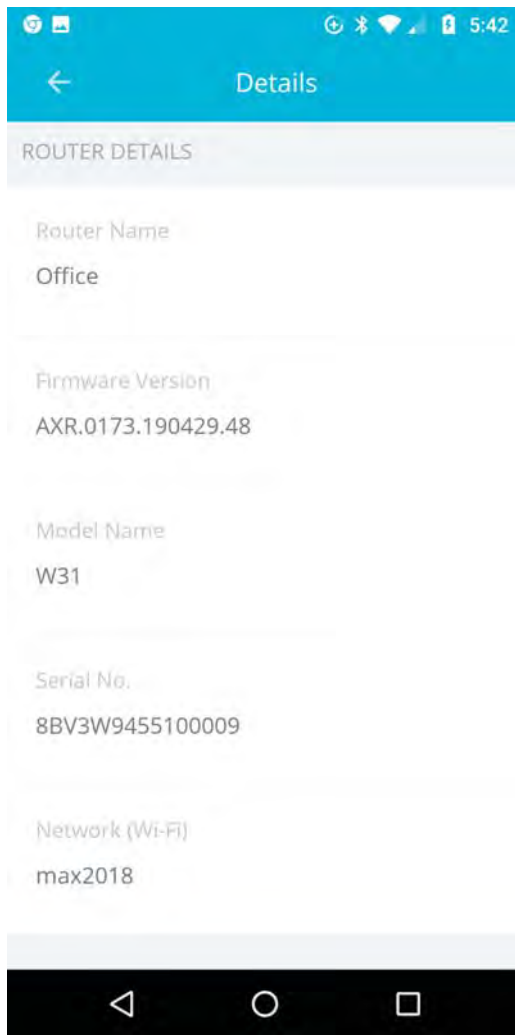 5:42
Details
ROUTER DETAILS
Router Name
Office
Firmware Version
AXR.0173.190429.48
Model Name
W31
Serial No.
8BV3W9455100009
Network (Wi-Fi)
max2018